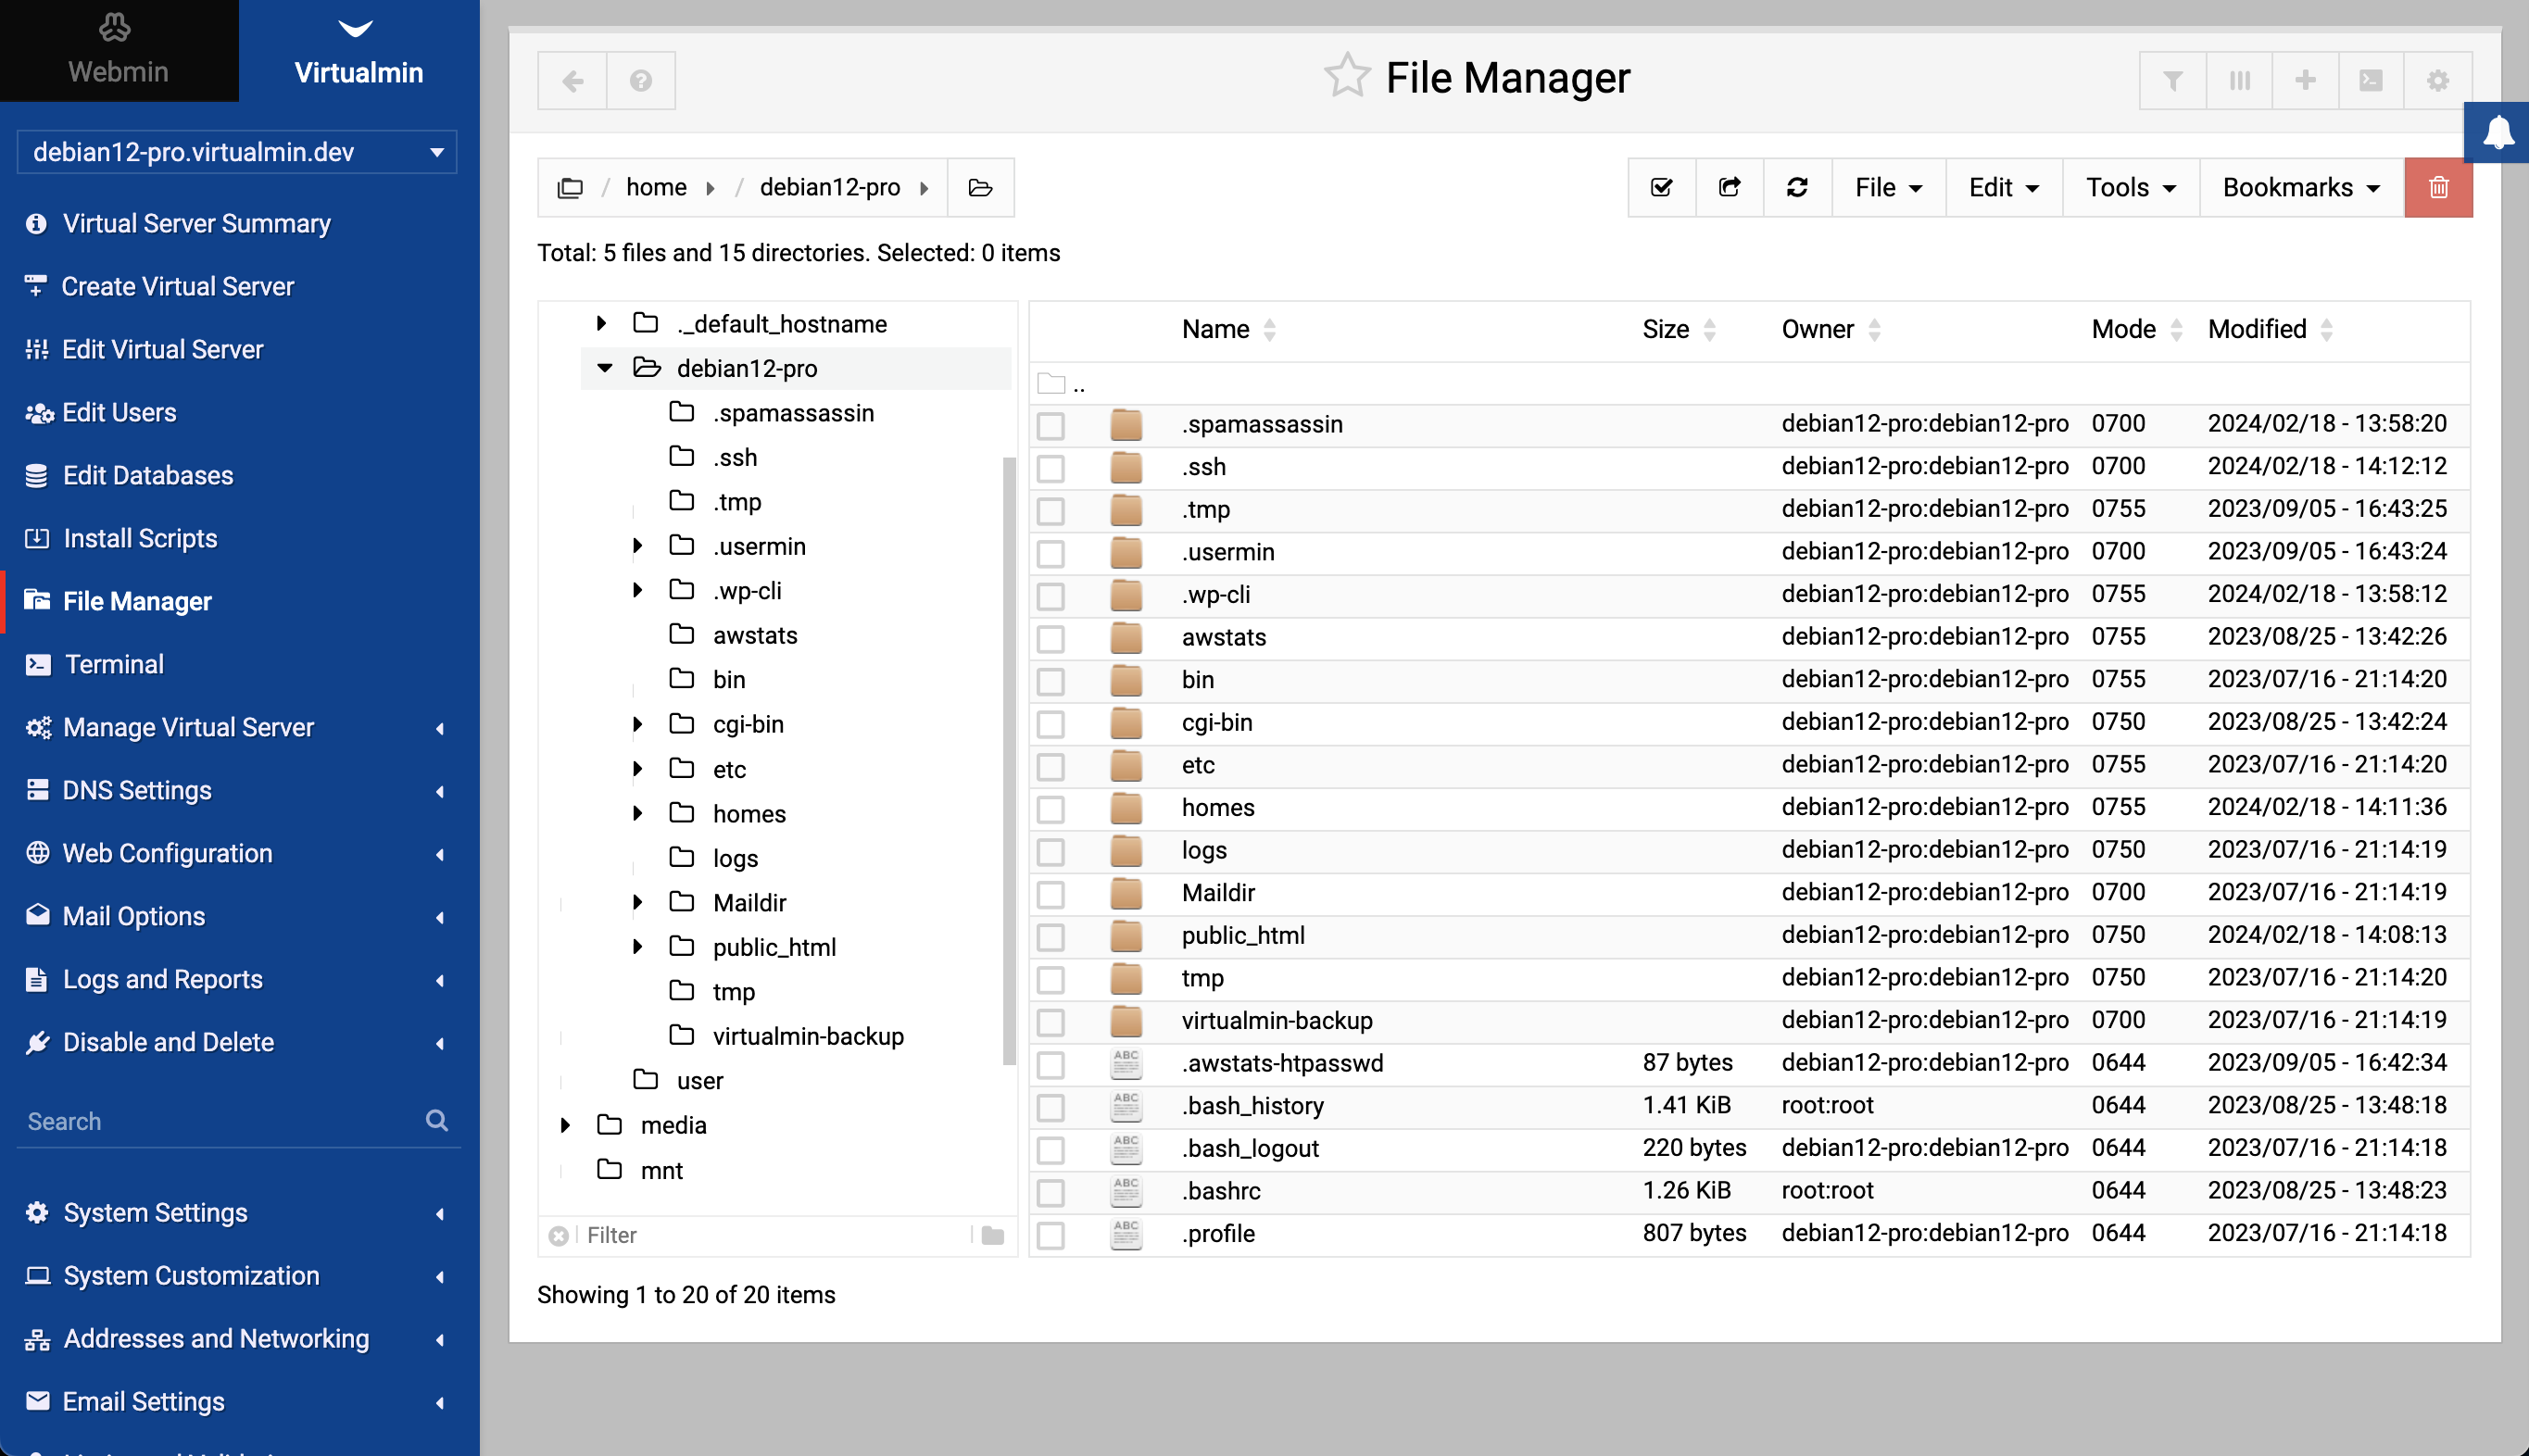 Webmin
Virtualmin
debian12-pro.virtualmin.dev
Virtual Server Summary
Create Virtual Server
Edit Virtual Server
Edit Users
Edit Databases
Install Scripts
File Manager
Terminal
Manage Virtual Server
DNS Settings
Web Configuration
Mail Options
Logs and Reports
Disable and Delete
Search
System Settings
System Customization
Addresses and Networking
Email Settings
File Manager
/ home / debian12-pro
File Edit Tools Bookmarks
Total: 5 files and 15 directories. Selected: 0 items
._default_hostname
debian12-pro
.spamassassin
.ssh
.tmp
.usermin
.wp-cli
awstats
bin
cgi-bin
etc
homes
logs
Maildir
public_html
tmp
virtualmin-backup
user
media
mnt
Filter
Name Size Owner Mode Modified
..
.spamassassin debian12-pro:debian12-pro 0700 2024/02/18 - 13:58:20
.ssh debian12-pro:debian12-pro 0700 2024/02/18 - 14:12:12
.tmp debian12-pro:debian12-pro 0755 2023/09/05 - 16:43:25
.usermin debian12-pro:debian12-pro 0700 2023/09/05 - 16:43:24
.wp-cli debian12-pro:debian12-pro 0755 2024/02/18 - 13:58:12
awstats debian12-pro:debian12-pro 0755 2023/08/25 - 13:42:26
bin debian12-pro:debian12-pro 0755 2023/07/16 - 21:14:20
cgi-bin debian12-pro:debian12-pro 0750 2023/08/25 - 13:42:24
etc debian12-pro:debian12-pro 0755 2023/07/16 - 21:14:20
homes debian12-pro:debian12-pro 0755 2024/02/18 - 14:11:36
logs debian12-pro:debian12-pro 0750 2023/07/16 - 21:14:19
Maildir debian12-pro:debian12-pro 0700 2023/07/16 - 21:14:19
public_html debian12-pro:debian12-pro 0750 2024/02/18 - 14:08:13
tmp debian12-pro:debian12-pro 0750 2023/07/16 - 21:14:20
virtualmin-backup debian12-pro:debian12-pro 0700 2023/07/16 - 21:14:19
ABC .awstats-htpasswd 87 bytes debian12-pro:debian12-pro 0644 2023/09/05 - 16:42:34
ABC .bash_history 1.41 KiB root:root 0644 2023/08/25 - 13:48:18
ABC .bash_logout 220 bytes debian12-pro:debian12-pro 0644 2023/07/16 - 21:14:18
ABC .bashrc 1.26 KiB root:root 0644 2023/08/25 - 13:48:23
ABC .profile 807 bytes debian12-pro:debian12-pro 0644 2023/07/16 - 21:14:18
Showing 1 to 20 of 20 items